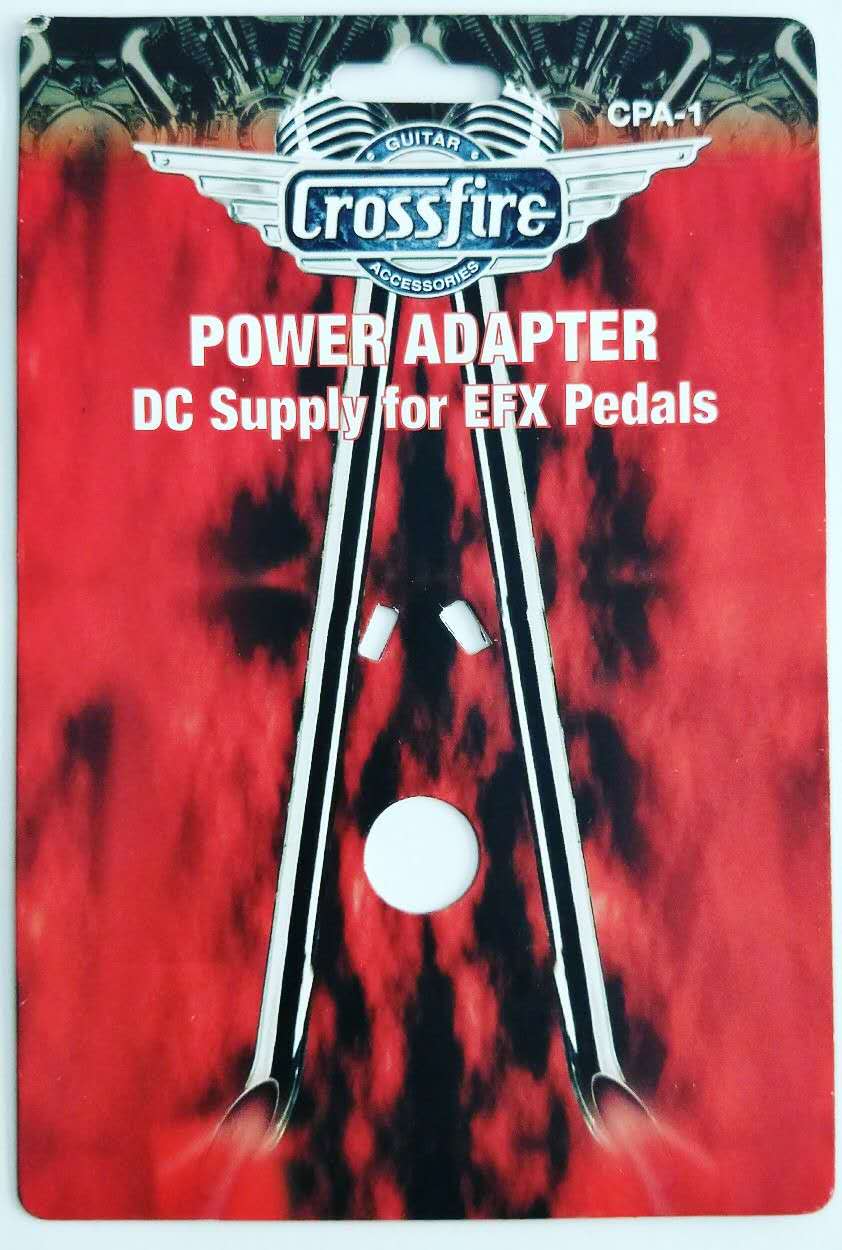 CPA-1
GUITAR
Crossfire
ACCESSORIES
POWER ADAPTER
DC Supply for EFX Pedals